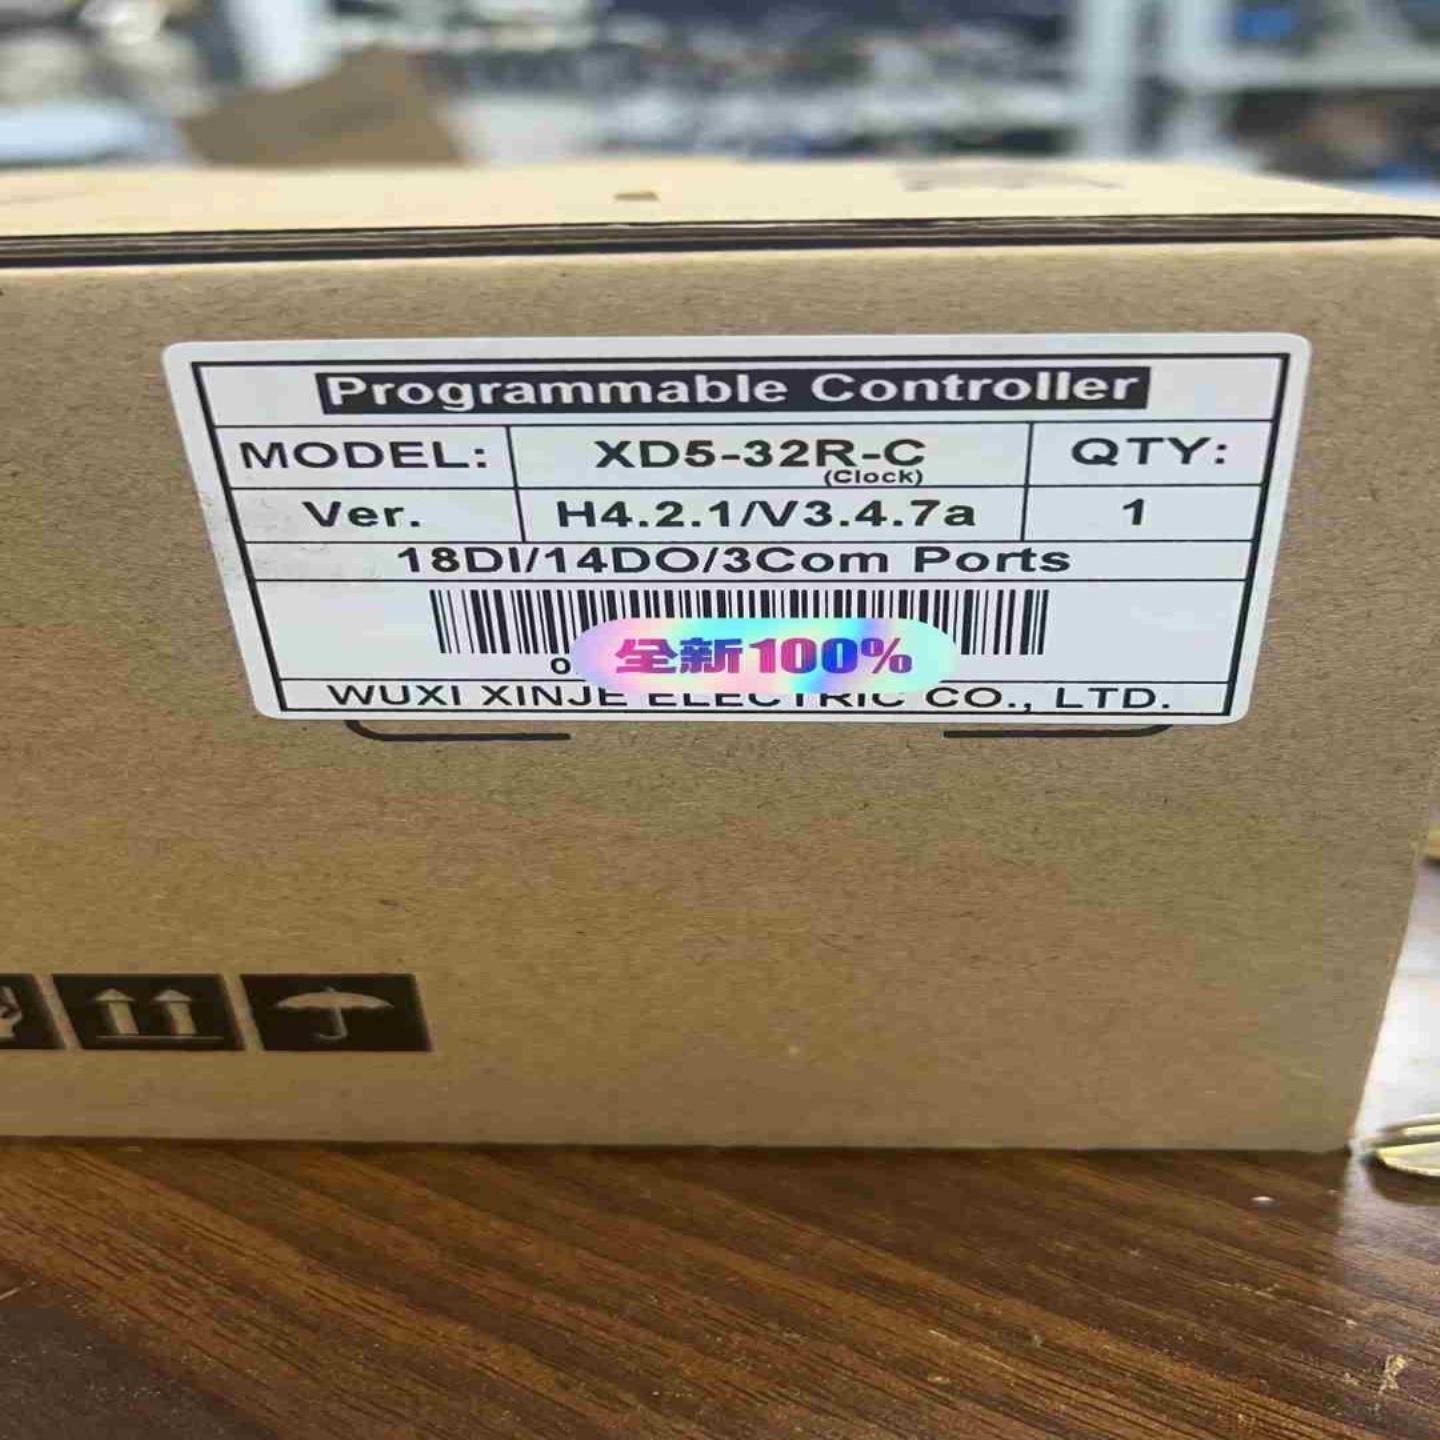 Programmable Controller
MODEL: XD5-32R-C QTY:
(Clock)
Ver. H4.2.1/V3.4.7a 1
18DI/14DO/3Com Ports
0
全新100%
WUXI XINJE ELECTRIC CO., LTD.